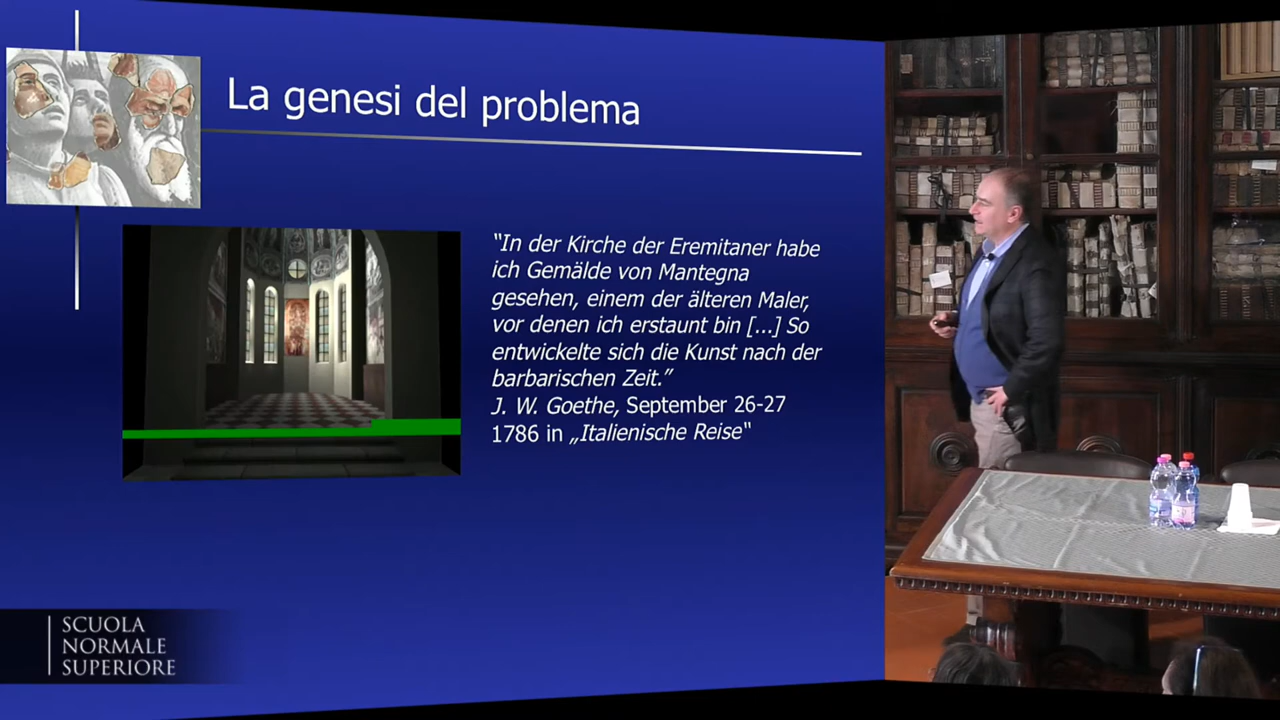 La genesi del problema
“In der Kirche der Eremitaner habe
ich Gemälde von Mantegna
gesehen, einem der älteren Maler,
vor denen ich erstaunt bin [...] So
entwickelte sich die Kunst nach der
barbarischen Zeit.”
J. W. Goethe, September 26-27
1786 in „Italienische Reise“
SCUOLA
NORMALE
SUPERIORE